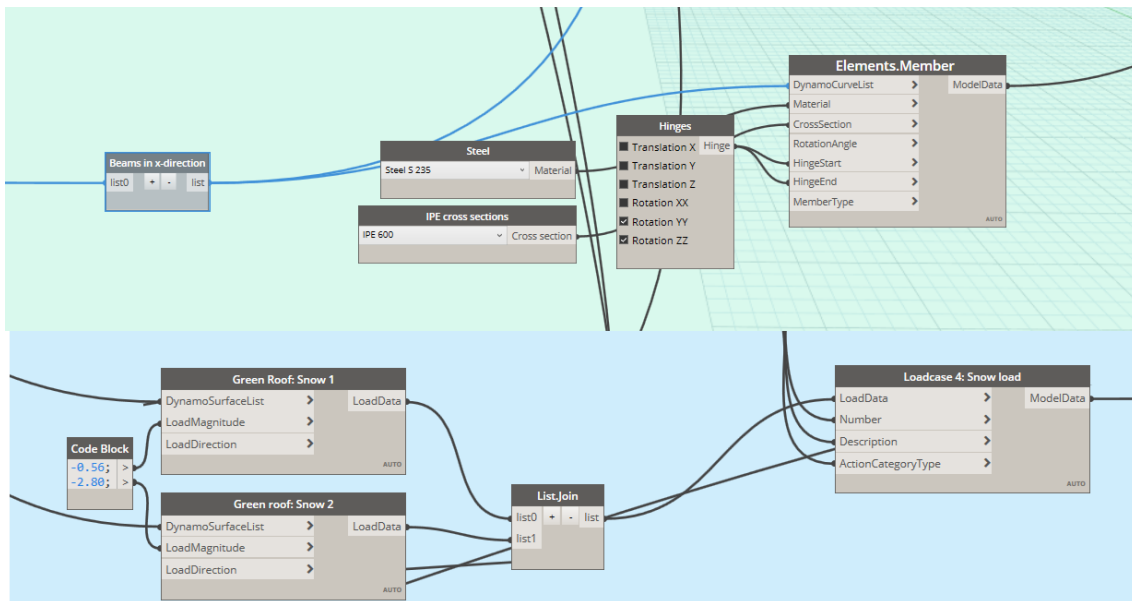 Beams in x-direction
list0 + - list
Steel
Steel S 235 Material
IPE cross sections
IPE 600 Cross section
Hinges
Translation X Hinge
Translation Y
Translation Z
Rotation XX
Rotation YY
Rotation ZZ
Elements.Member
DynamoCurveList > ModelData
Material >
CrossSection >
RotationAngle
HingeStart >
HingeEnd >
MemberType >
AUTO
Green Roof: Snow 1
DynamoSurfaceList > LoadData
LoadMagnitude >
LoadDirection >
AUTO
Code Block
-0.56; >
-2.80; >
Green roof: Snow 2
DynamoSurfaceList > LoadData
LoadMagnitude >
LoadDirection >
AUTO
List.Join
list0 + - list
list1
Loadcase 4: Snow load
LoadData > ModelData
Number >
Description >
ActionCategoryType >
AUTO